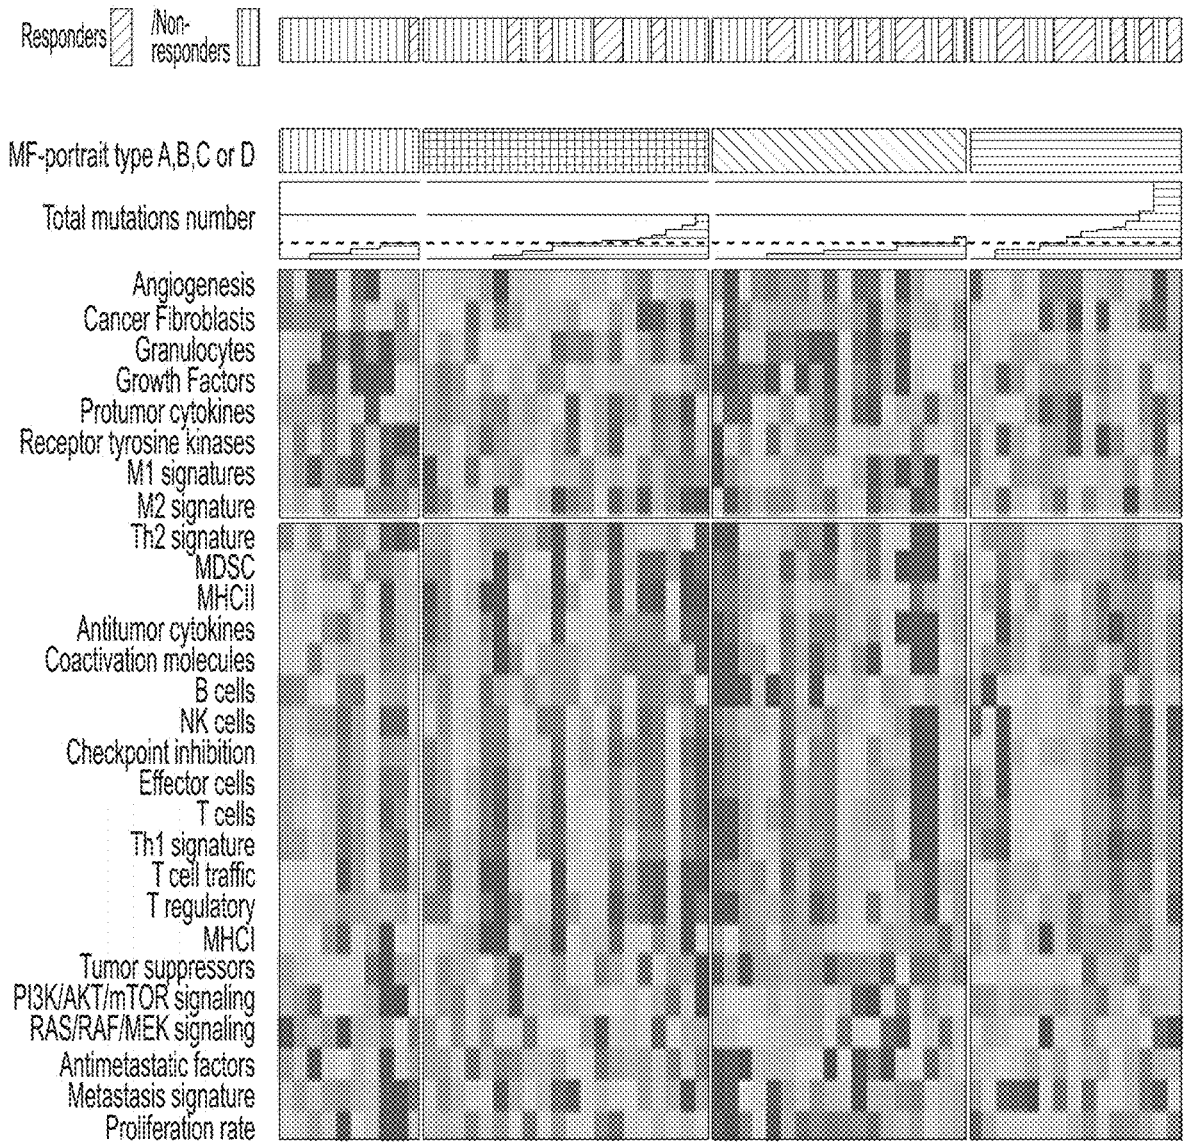 Responders
/Non-
responders
MF-portrait type A,B,C or D
Total mutations number
Angiogenesis
Cancer Fibroblasts
Granulocytes
Growth Factors
Protumor cytokines
Receptor tyrosine kinases
M1 signatures
M2 signature
Th2 signature
MDSC
MHCII
Antitumor cytokines
Coactivation molecules
B cells
NK cells
Checkpoint inhibition
Effector cells
T cells
Th1 signature
T cell traffic
T regulatory
MHCI
Tumor suppressors
PI3K/AKT/mTOR signaling
RAS/RAF/MEK signaling
Antimetastatic factors
Metastasis signature
Proliferation rate